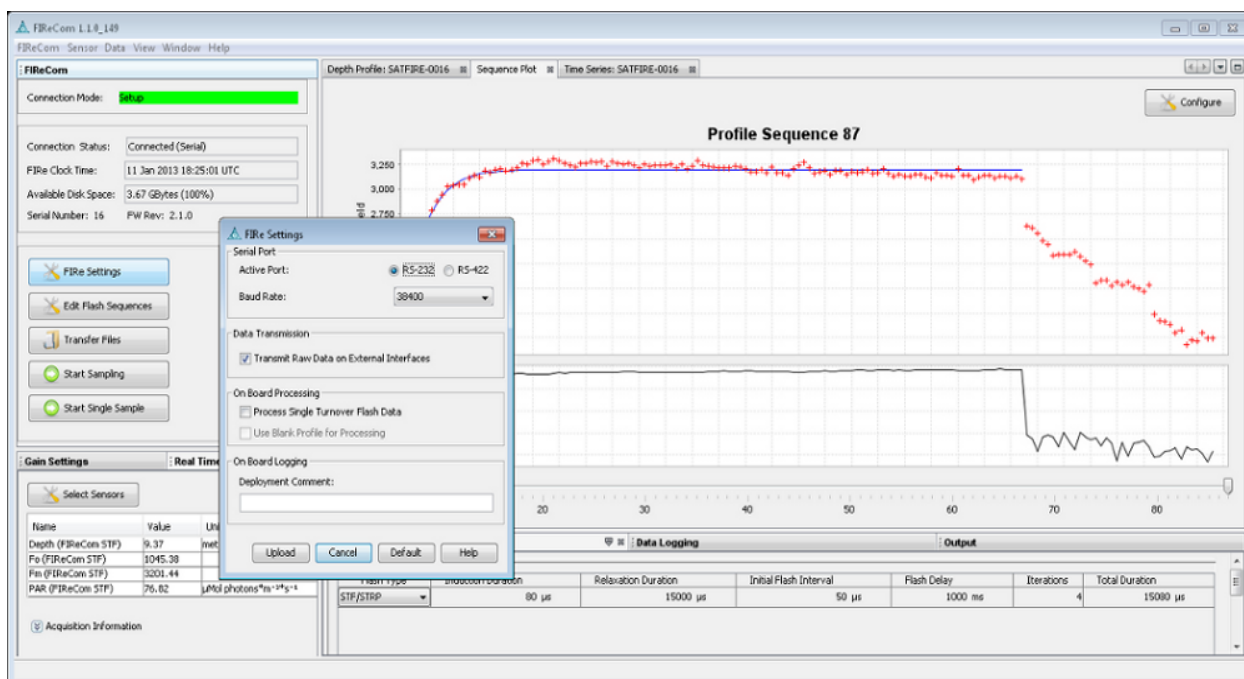 FIReCom 1.1.0_149
FIReCom Sensor Data View Window Help
FIReCom
Connection Mode: Setup
Connection Status: Connected (Serial)
FIRe Clock Time: 11 Jan 2013 18:25:01 UTC
Available Disk Space: 3.67 GBytes (100%)
Serial Number: 16 FW Rev: 2.1.0
FIRe Settings
Edit Flash Sequences
Transfer Files
Start Sampling
Start Single Sample
Gain Settings Real Time
Select Sensors
Name Value
Depth (FIReCom STF) 9.37 met
Fo (FIReCom STF) 1045.38
Fm (FIReCom STF) 3201.44
PAR (FIReCom STF) 76.82 µMol photons*m⁻²*s⁻¹
Acquisition Information
Depth Profile: SATFIRE-0016 Sequence Plot Time Series: SATFIRE-0016
Configure
Profile Sequence 87
3,250
3,000
2,750
20 30 40 50 60 70 80
FIRe Settings
Serial Port
Active Port: RS-232 RS-422
Baud Rate: 38400
Data Transmission
Transmit Raw Data on External Interfaces
On Board Processing
Process Single Turnover Flash Data
Use Blank Profile for Processing
On Board Logging
Deployment Comment:
Upload Cancel Default Help
Data Logging Output
Flash Type Induction Duration Relaxation Duration Initial Flash Interval Flash Delay Iterations Total Duration
STF/STRP 80 µs 15000 µs 50 µs 1000 ms 4 15080 µs